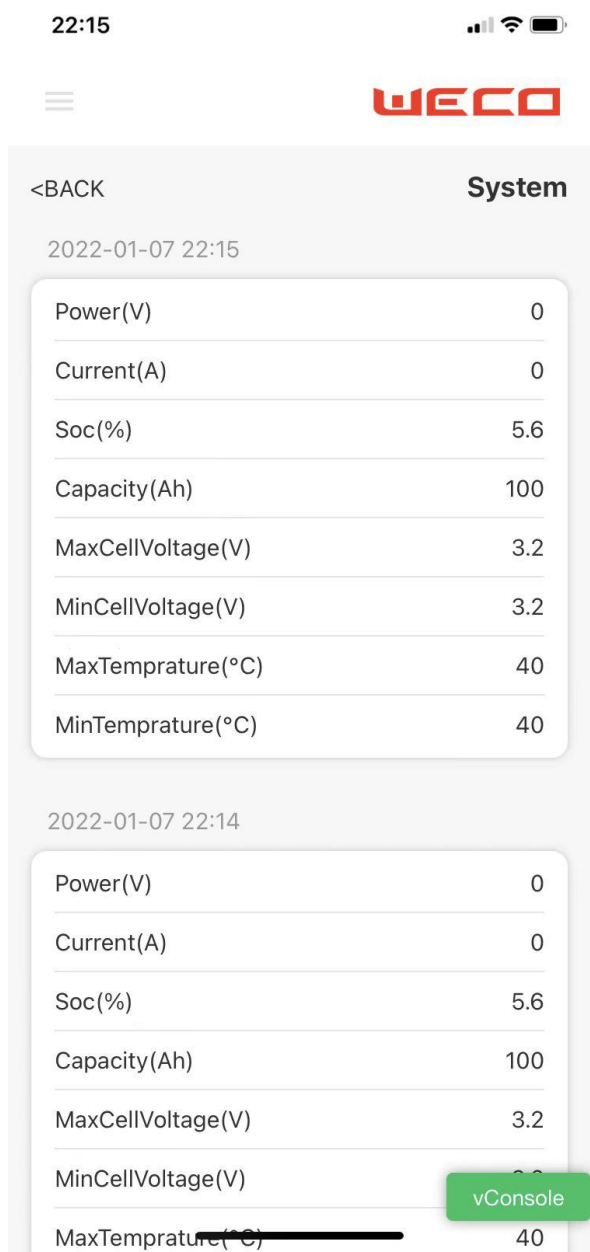 22:15
WECO
<BACK System
2022-01-07 22:15
Power(V) 0
Current(A) 0
Soc(%) 5.6
Capacity(Ah) 100
MaxCellVoltage(V) 3.2
MinCellVoltage(V) 3.2
MaxTemprature(°C) 40
MinTemprature(°C) 40
2022-01-07 22:14
Power(V) 0
Current(A) 0
Soc(%) 5.6
Capacity(Ah) 100
MaxCellVoltage(V) 3.2
MinCellVoltage(V)
vConsole
MaxTemprature(°C) 40